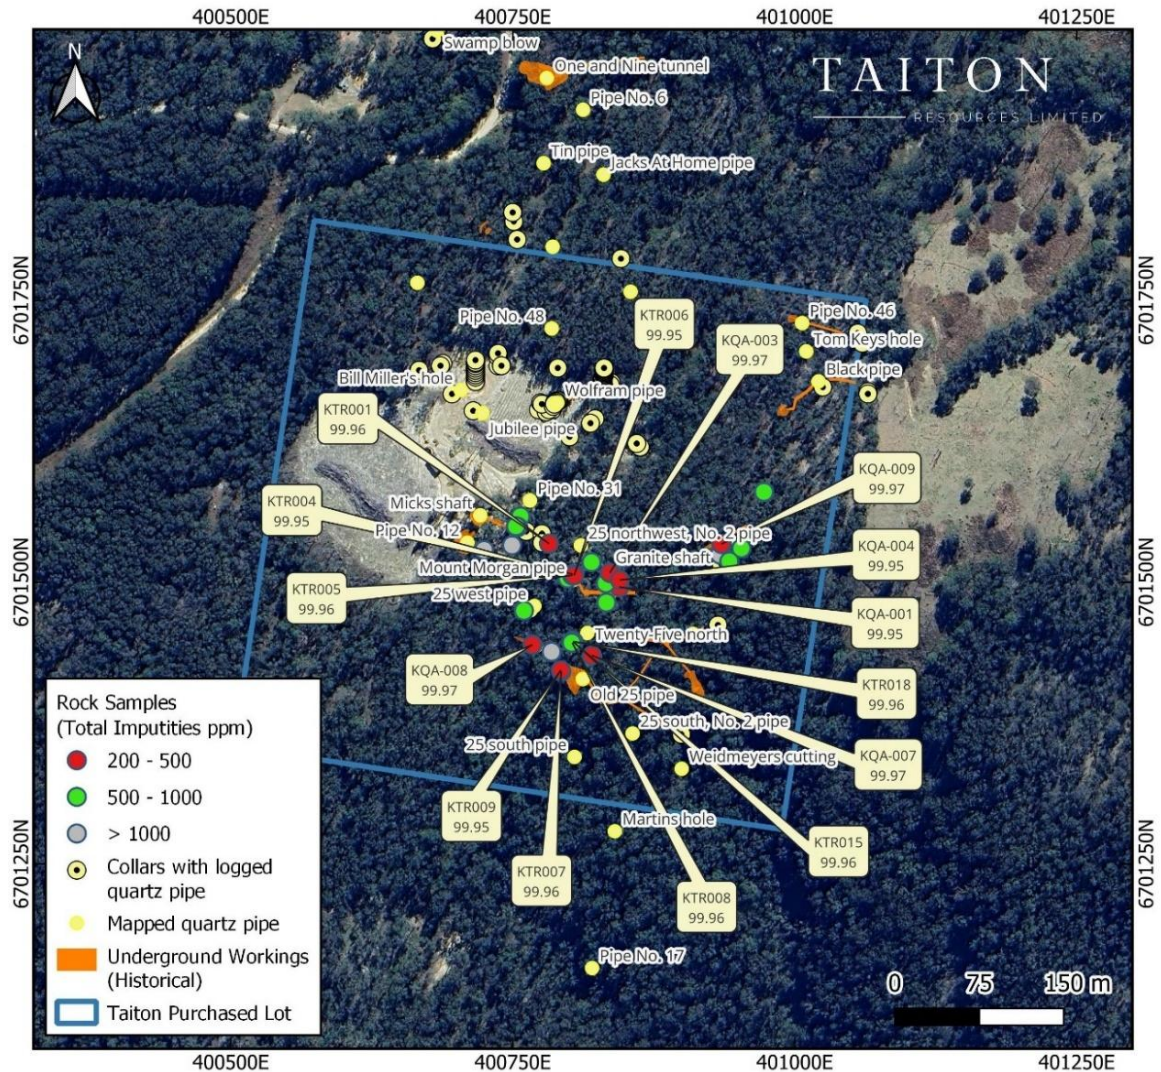 400500E
400750E
401000E
401250E
N
Swamp blow
One and Nine tunnel
TAITON
RESOURCES LIMITED
Pipe No. 6
Tin pipe
Jacks At Home pipe
6701750N
6701750N
Pipe No. 48
KTR006
99.95
KQA-003
99.97
Pipe No. 46
Tom Keys hole
Black pipe
Bill Miller's hole
Wolfram pipe
Jubilee pipe
KTR001
99.96
KQA-009
99.97
Pipe No. 31
KTR004
99.95
Micks shaft
Pipe No. 12
25 northwest, No. 2 pipe
Granite shaft
KQA-004
99.95
6701500N
6701500N
Mount Morgan pipe
KTR005
99.96
25 west pipe
KQA-001
99.95
Twenty-Five north
KQA-008
99.97
KTR018
99.96
Old 25 pipe
25 south, No. 2 pipe
25 south pipe
Weidmeyers cutting
KQA-007
99.97
KTR009
99.95
Martins hole
KTR015
99.96
KTR007
99.96
KTR008
99.96
6701250N
6701250N
Pipe No. 17
Rock Samples
(Total Imputities ppm)
200 - 500
500 - 1000
> 1000
Collars with logged
quartz pipe
Mapped quartz pipe
Underground Workings
(Historical)
Taiton Purchased Lot
0 75 150 m
400500E
400750E
401000E
401250E